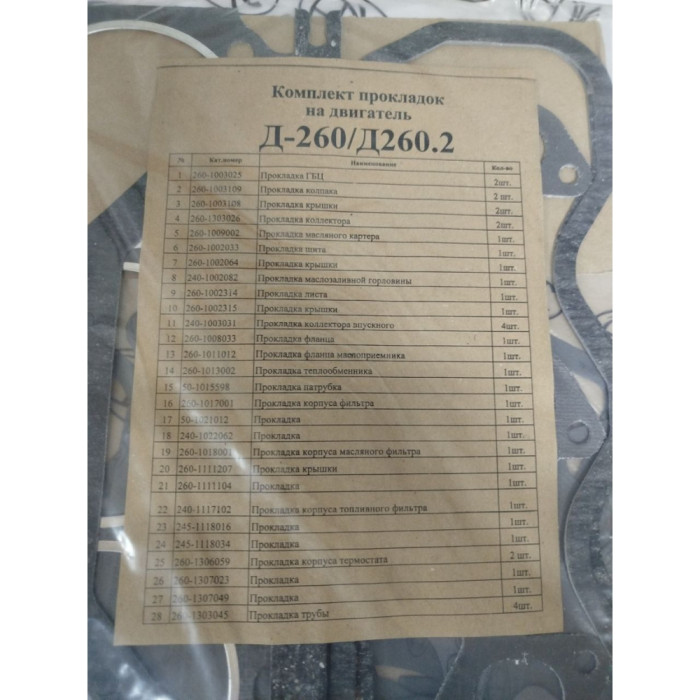 Комплект прокладок
на двигатель
Д-260/Д260.2
№ Кат.номер Наименование Кол-во
1 260-1003025 Прокладка ГБЦ 2шт.
2 260-1003109 Прокладка колпака 2 шт.
3 260-1003108 Прокладка крышки 2шт.
4 260-1303026 Прокладка коллектора 2шт.
5 260-1009002 Прокладка масляного картера 1шт.
6 260-1002033 Прокладка щита 1шт.
7 260-1002064 Прокладка крышки 1шт.
8 240-1002082 Прокладка маслозаливной горловины 1шт.
9 260-1002314 Прокладка листа 1шт.
10 260-1002315 Прокладка крышки 1шт.
11 240-1003031 Прокладка коллектора впускного 4шт.
12 260-1008033 Прокладка фланца 1шт.
13 260-1011012 Прокладка фланца маслоприемника 1шт.
14 260-1013002 Прокладка теплообменника 1шт.
15 50-1015598 Прокладка патрубка 1шт.
16 260-1017001 Прокладка корпуса фильтра 1шт.
17 50-1021012 Прокладка 1шт.
18 240-1022062 Прокладка 1шт.
19 260-1018001 Прокладка корпуса масляного фильтра 1шт.
20 260-1111207 Прокладка крышки 1шт.
21 260-1111104 Прокладка 1шт.
22 240-1117102 Прокладка корпуса топливного фильтра 1шт.
23 245-1118016 Прокладка 1шт.
24 245-1118034 Прокладка 1шт.
25 260-1306059 Прокладка корпуса термостата 2 шт.
26 260-1307023 Прокладка 1шт.
27 260-1307049 Прокладка 1шт.
28 260-1303045 Прокладка трубы 4шт.